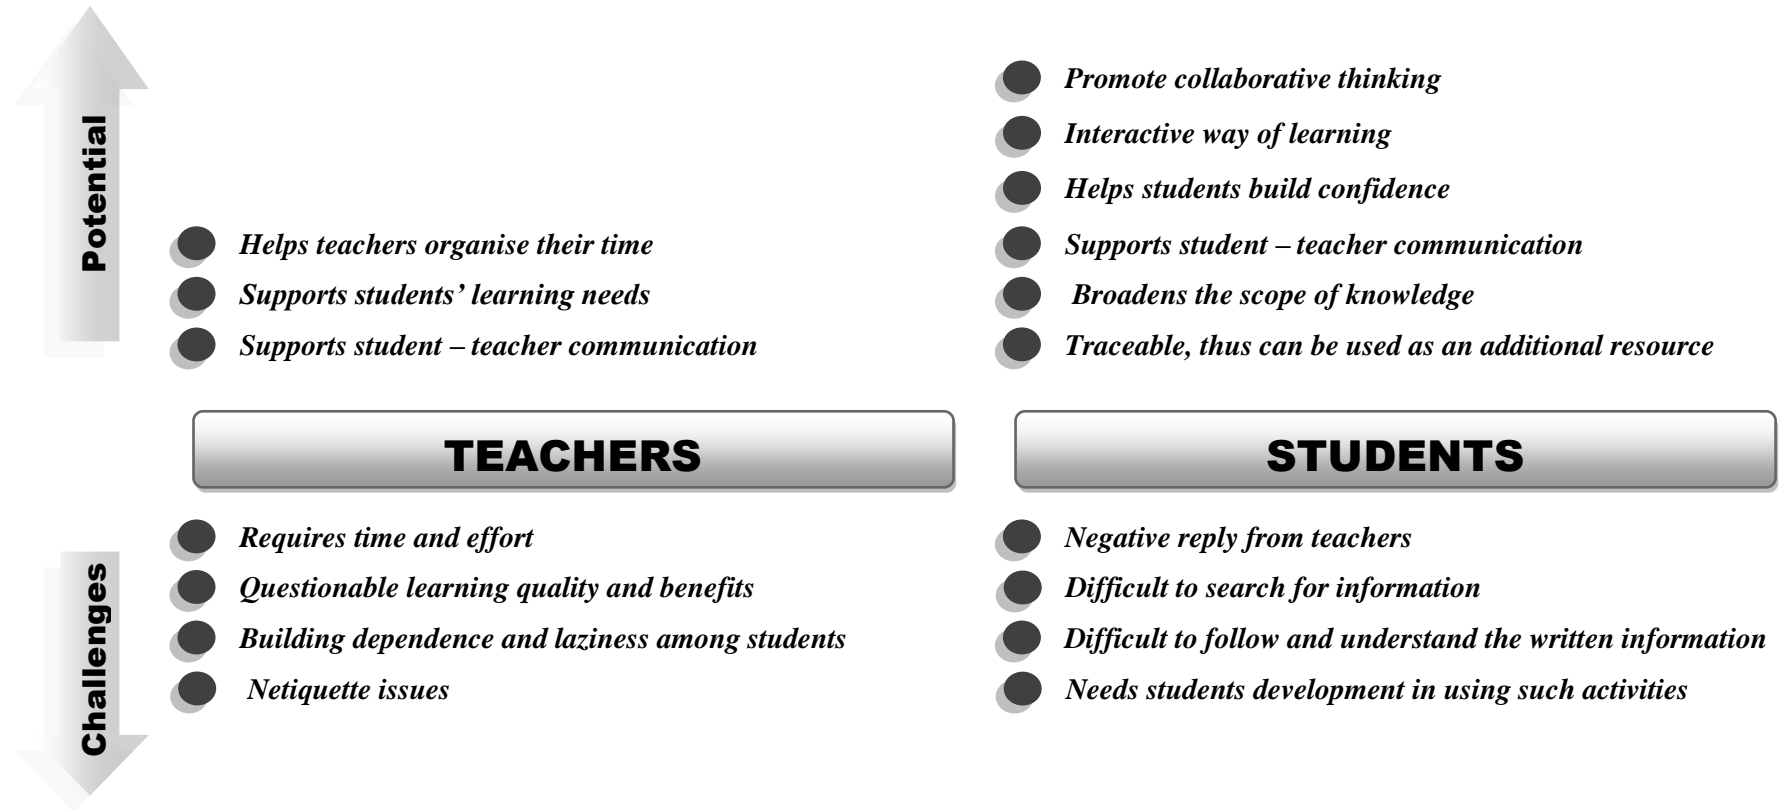 Potential
Helps teachers organise their time
Supports students’ learning needs
Supports student – teacher communication
Promote collaborative thinking
Interactive way of learning
Helps students build confidence
Supports student – teacher communication
Broadens the scope of knowledge
Traceable, thus can be used as an additional resource
TEACHERS
STUDENTS
Challenges
Requires time and effort
Questionable learning quality and benefits
Building dependence and laziness among students
Netiquette issues
Negative reply from teachers
Difficult to search for information
Difficult to follow and understand the written information
Needs students development in using such activities